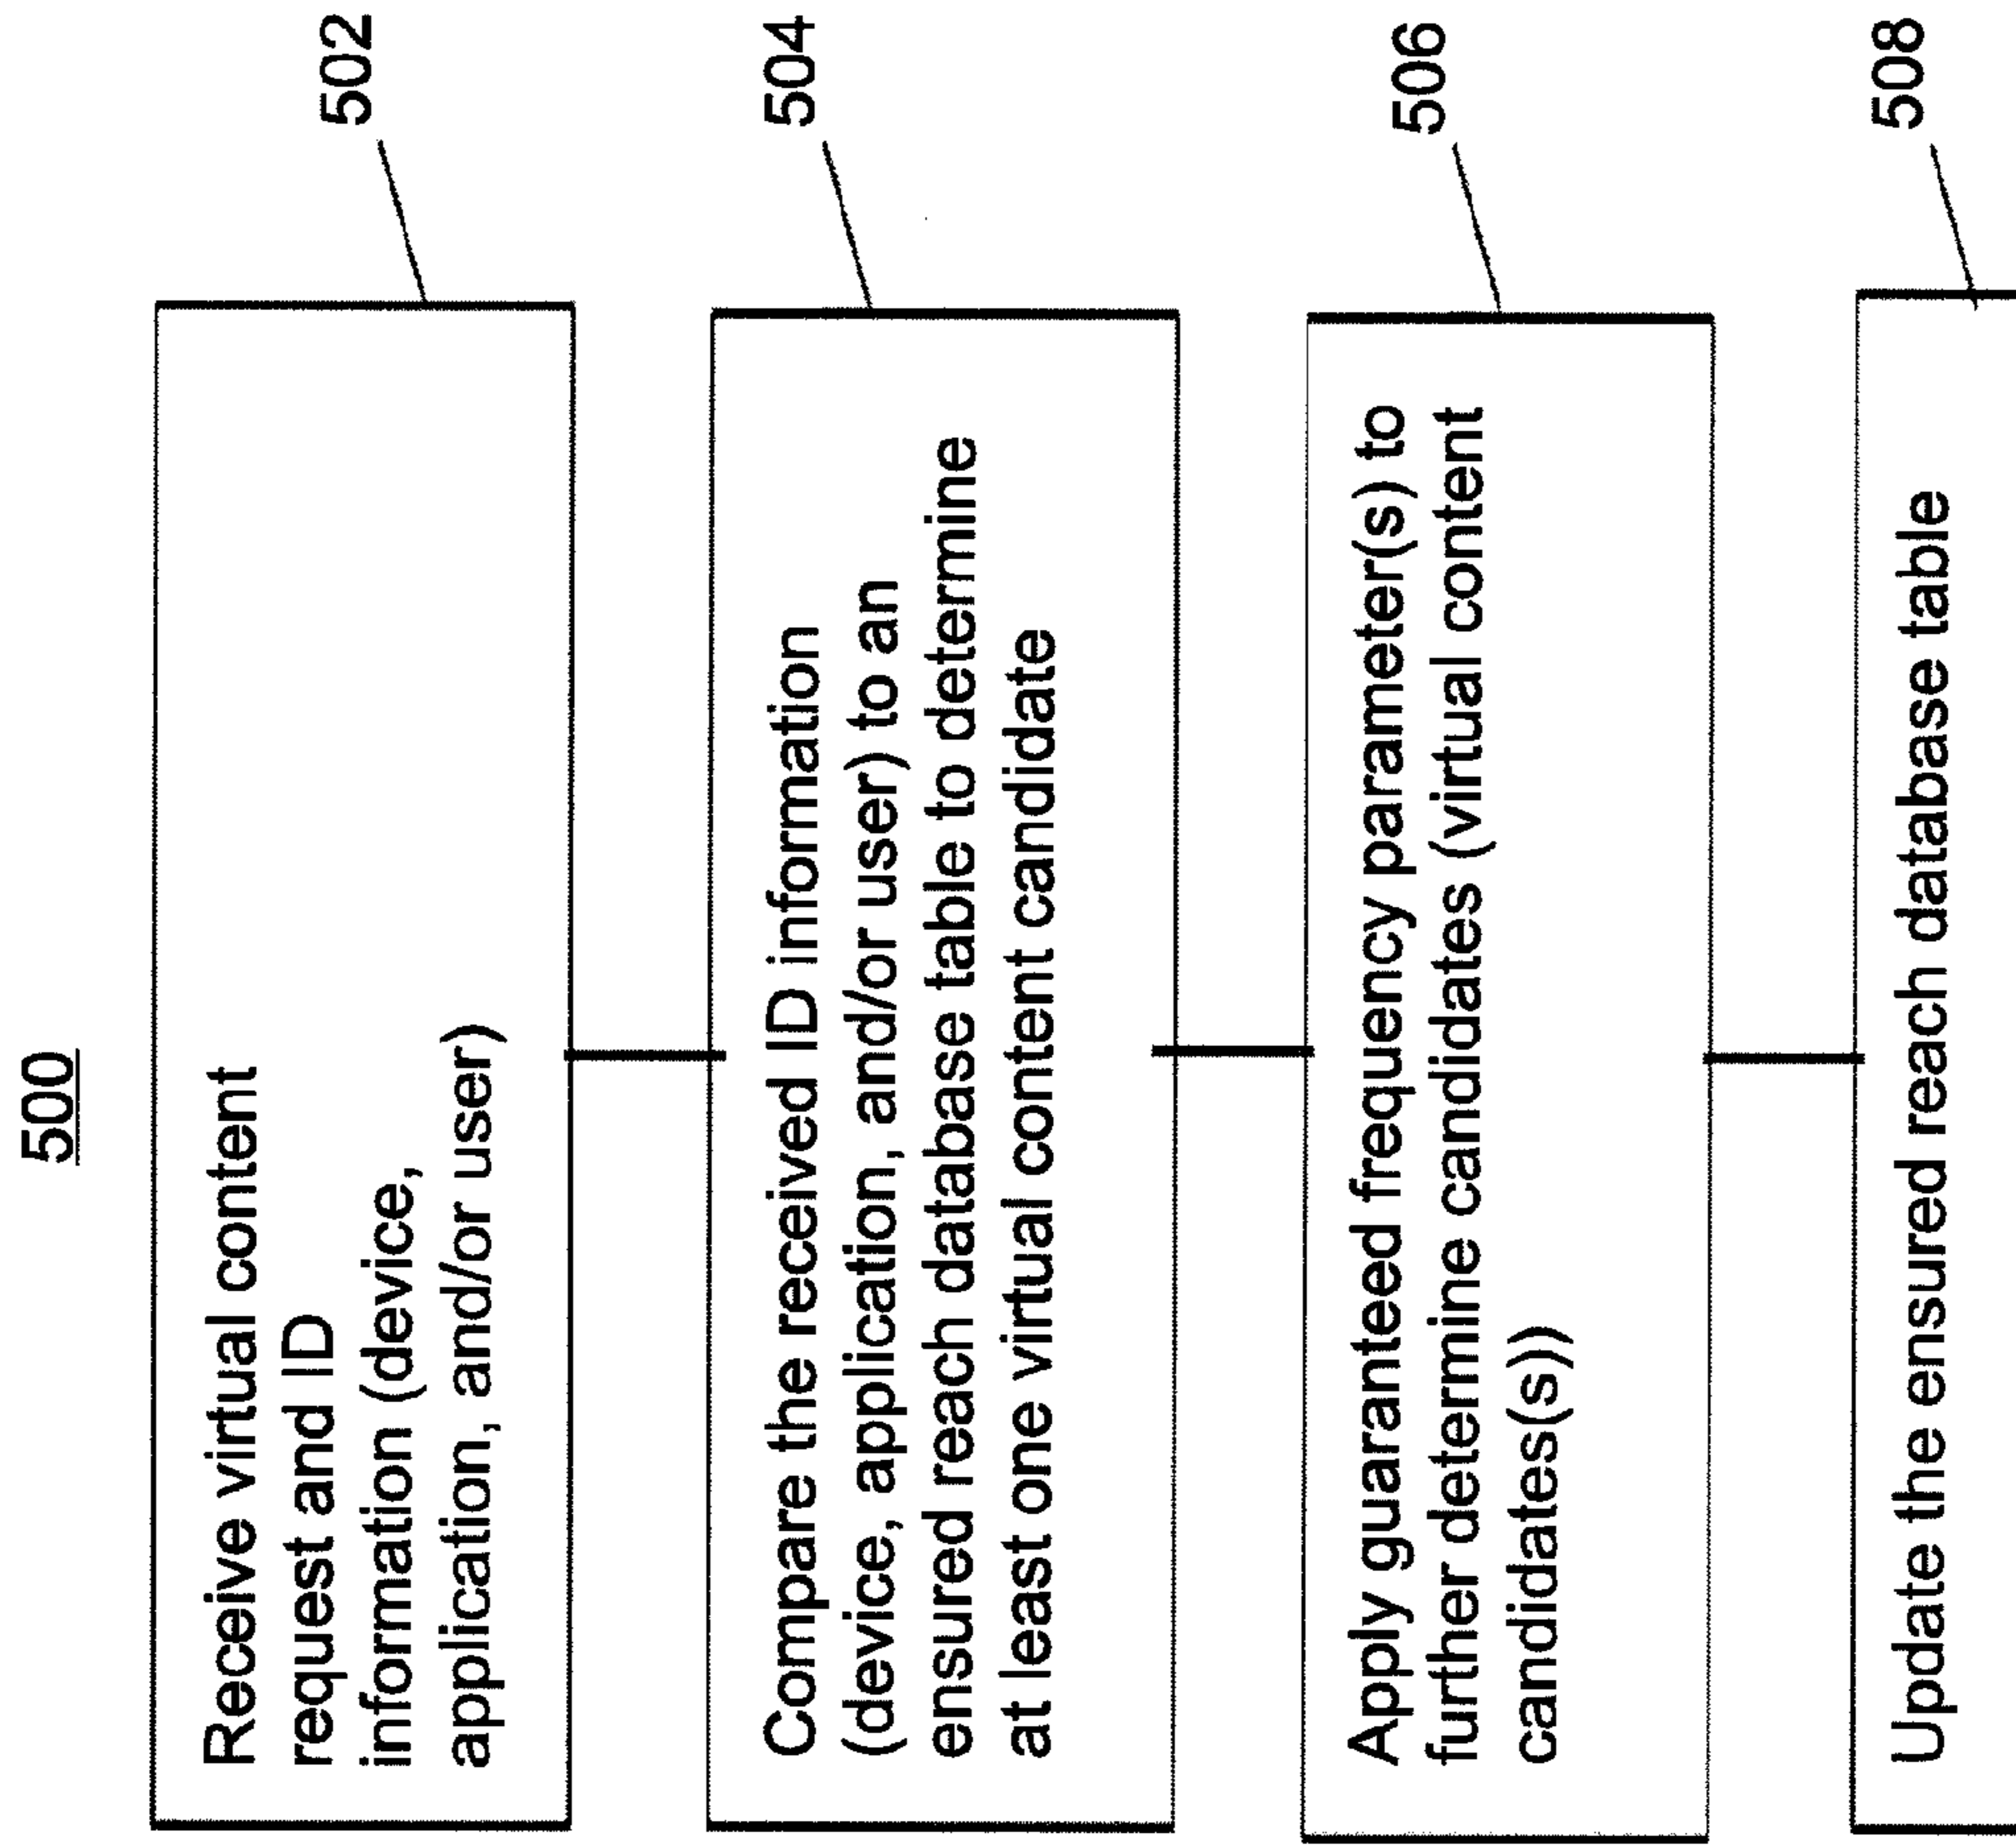 500
Receive virtual content
request and ID
information (device,
application, and/or user)
502
Compare the received ID information
(device, application, and/or user) to an
ensured reach database table to determine
at least one virtual content candidate
504
Apply guaranteed frequency parameter(s) to
further determine candidates (virtual content
candidates(s))
506
Update the ensured reach database table
508